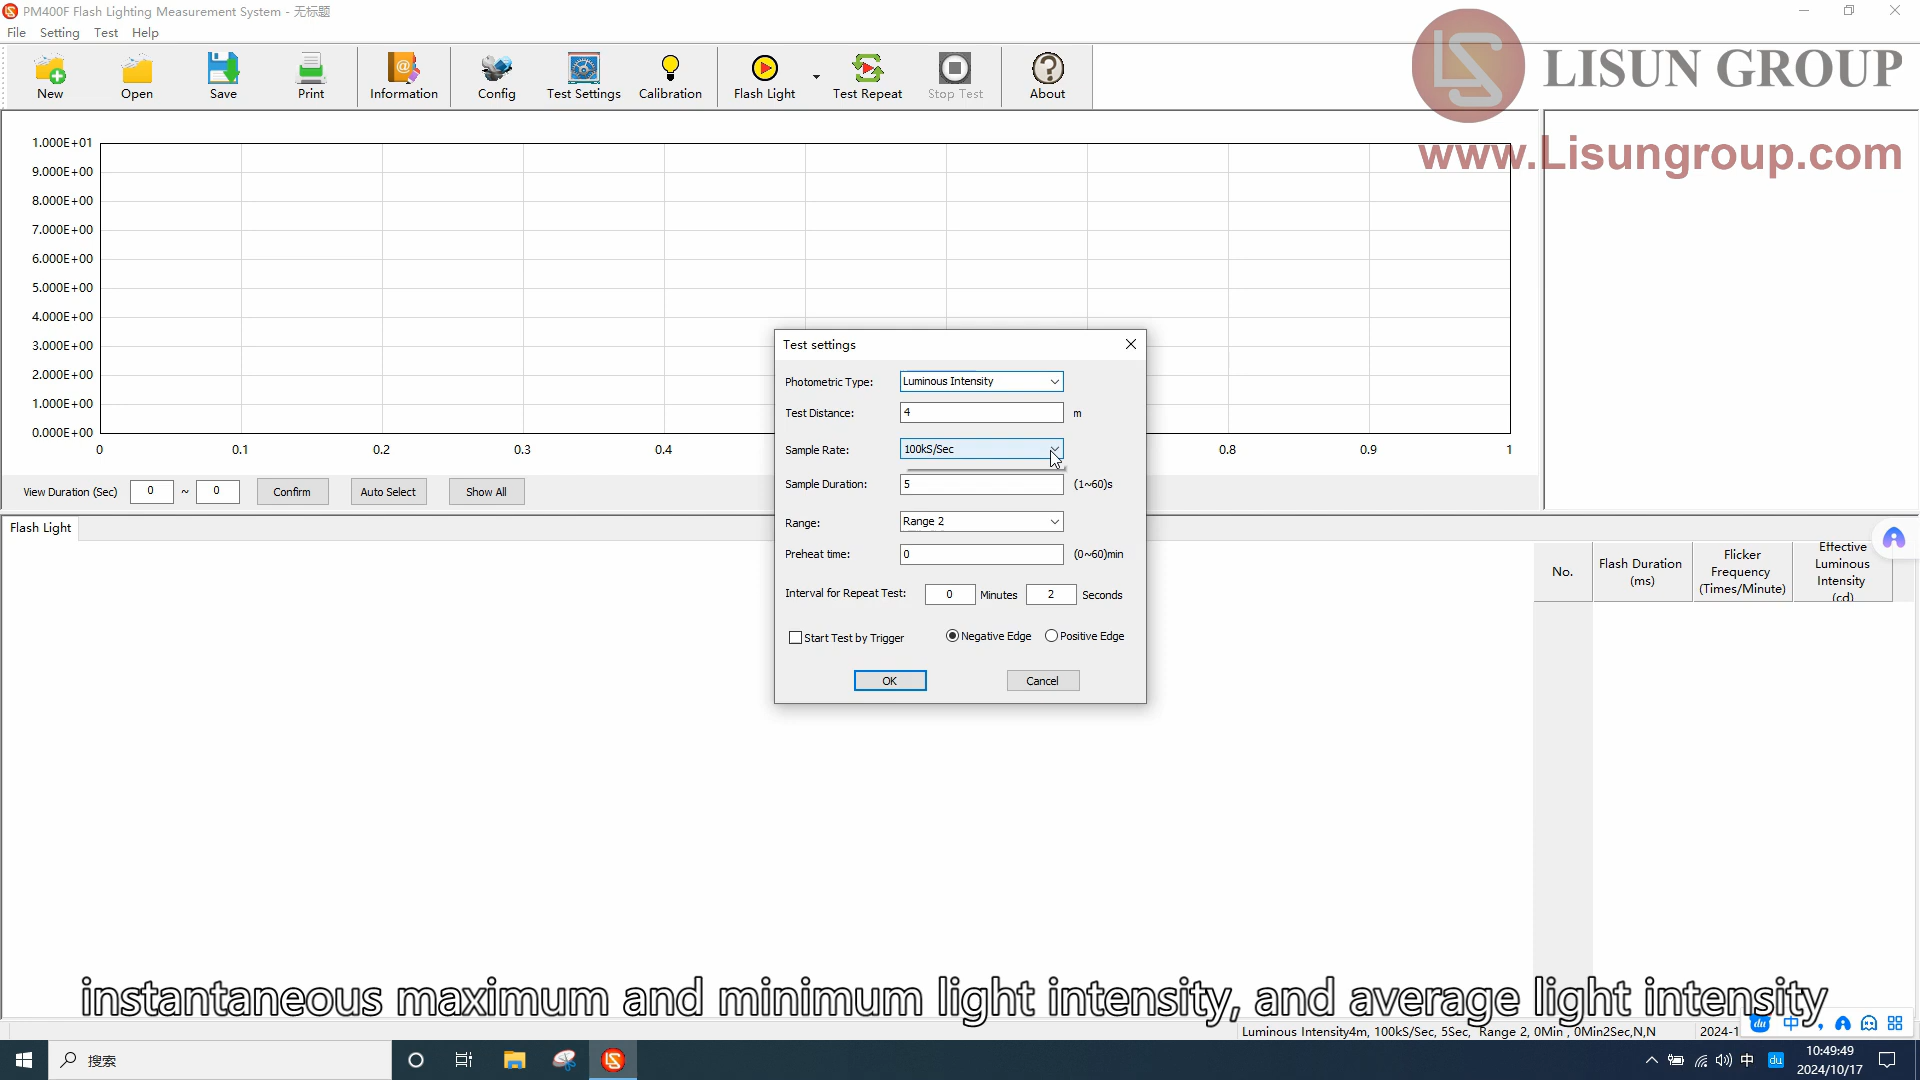 PM400F Flash Lighting Measurement System - 无标题
File Setting Test Help
New Open Save Print Information Config Test Settings Calibration Flash Light Test Repeat Stop Test About
LISUN GROUP
www.Lisungroup.com
1.000E+01
9.000E+00
8.000E+00
7.000E+00
6.000E+00
5.000E+00
4.000E+00
3.000E+00
2.000E+00
1.000E+00
0.000E+00
0 0.1 0.2 0.3 0.4 0.8 0.9 1
View Duration (Sec) 0 ~ 0 Confirm Auto Select Show All
Test settings
Photometric Type: Luminous Intensity
Test Distance: 4 m
Sample Rate: 100kS/Sec
Sample Duration: 5 (1~60)s
Range: Range 2
Preheat time: 0 (0~60)min
Interval for Repeat Test: 0 Minutes 2 Seconds
Start Test by Trigger Negative Edge Positive Edge
OK Cancel
Flash Light
No.
Flash Duration
(ms)
Flicker
Frequency
(Times/Minute)
Effective
Luminous
Intensity
(cd)
instantaneous maximum and minimum light intensity, and average light intensity
Luminous Intensity4m, 100kS/Sec, 5Sec, Range 2, 0Min , 0Min2Sec,N,N 2024-1
du 中
搜索
中 du
10:49:49
2024/10/17